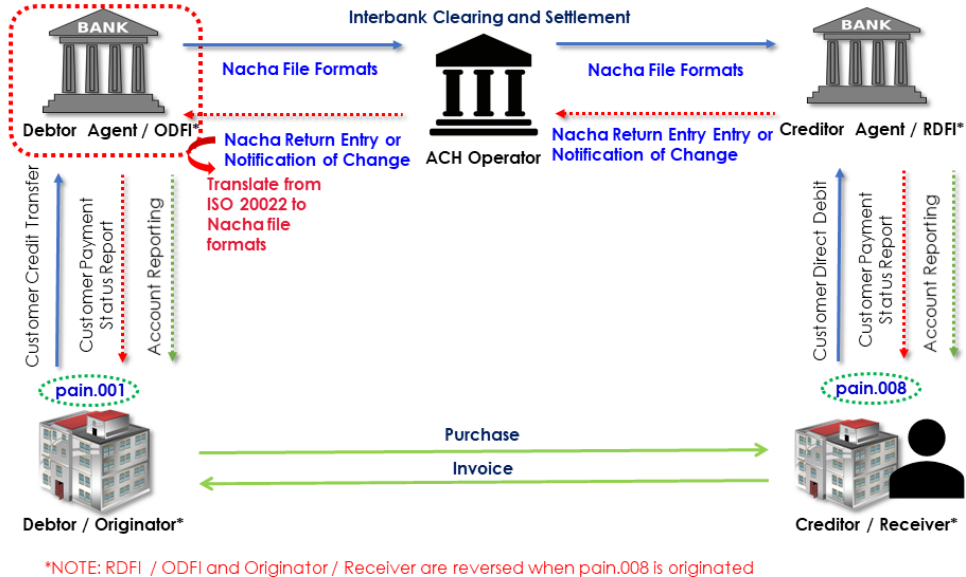 Interbank Clearing and Settlement
BANK
BANK
Nacha File Formats
Nacha File Formats
Debtor Agent / ODFI*
ACH Operator
Creditor Agent / RDFI*
Nacha Return Entry or
Notification of Change
Nacha Return Entry Entry or
Notification of Change
Translate from
ISO 20022 to
Nacha file
formats
Customer Credit Transfer
Customer Payment
Status Report
Account Reporting
Customer Direct Debit
Customer Payment
Status Report
Account Reporting
pain.001
pain.008
Purchase
Invoice
Debtor / Originator*
Creditor / Receiver*
*NOTE: RDFI / ODFI and Originator / Receiver are reversed when pain.008 is originated